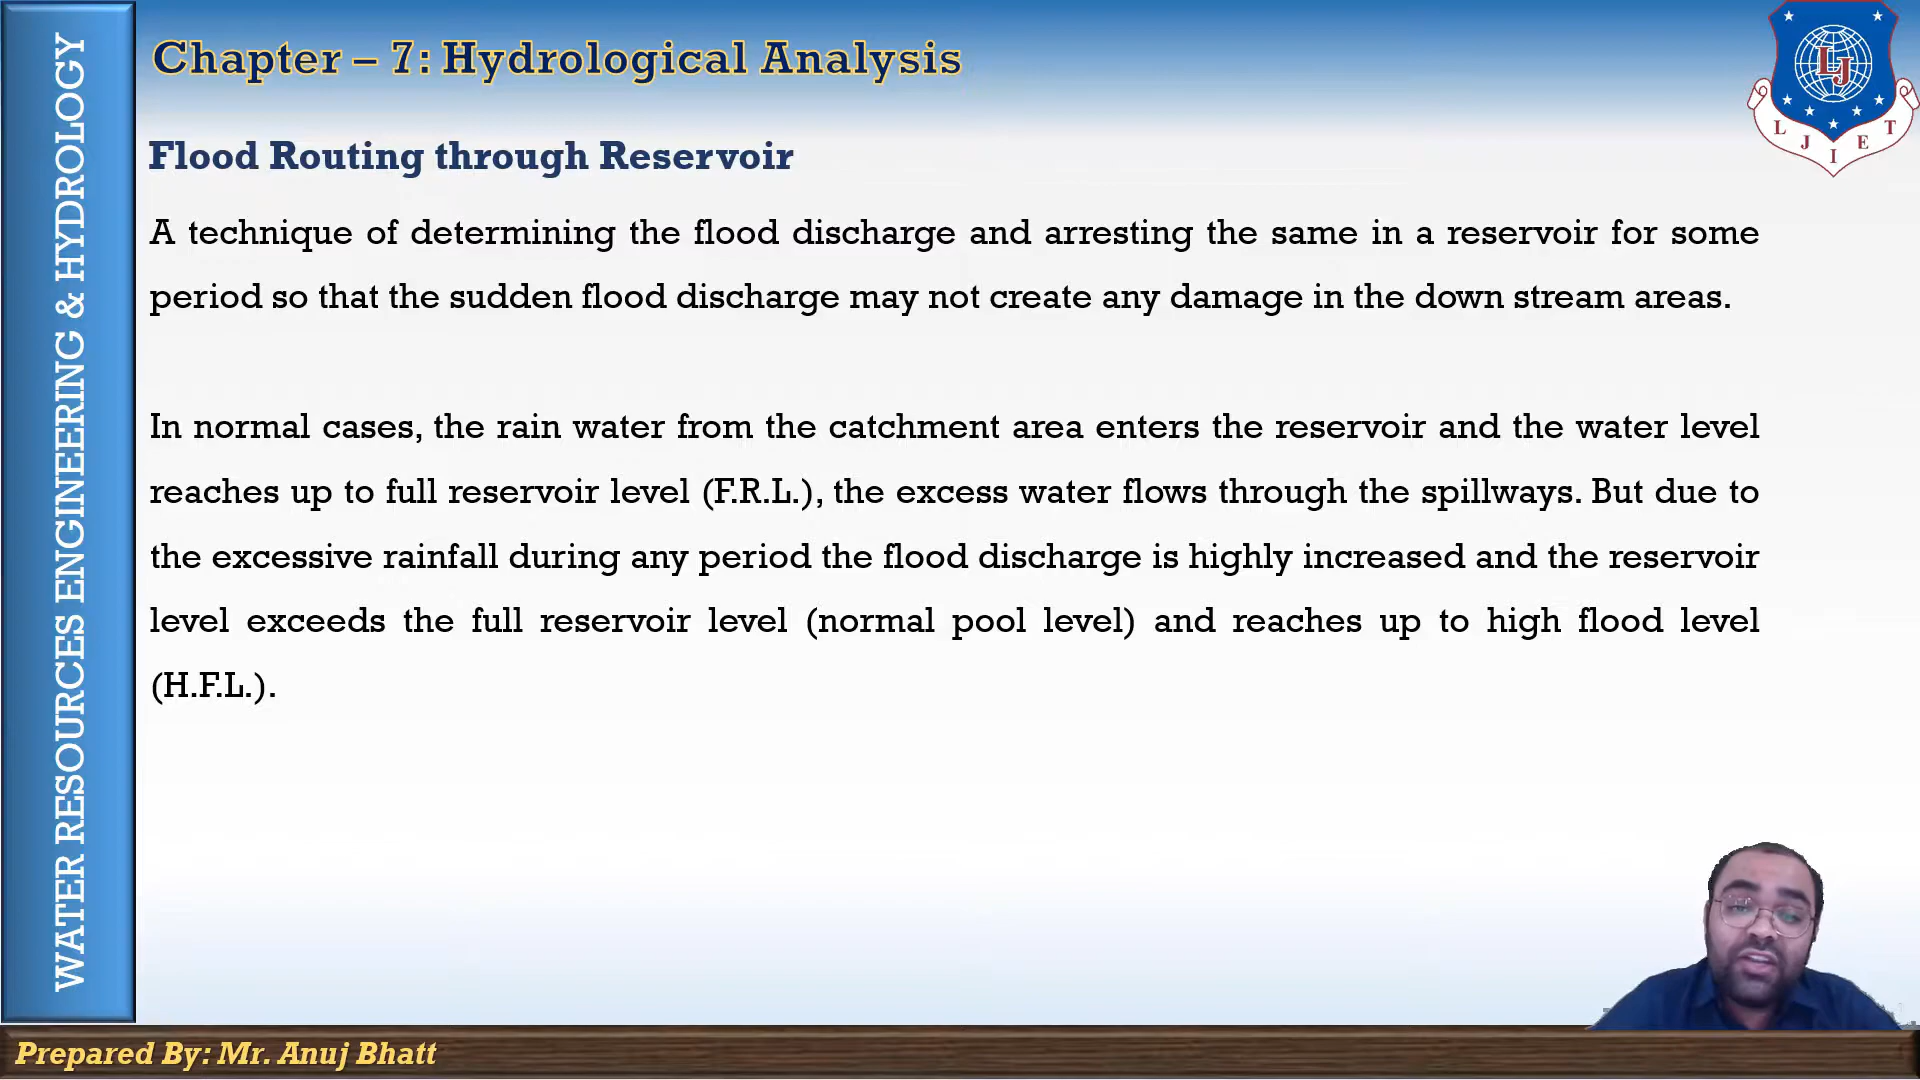 WATER RESOURCES ENGINEERING & HYDROLOGY
Chapter – 7: Hydrological Analysis
LJ
L J I E T
Flood Routing through Reservoir
A technique of determining the flood discharge and arresting the same in a reservoir for some
period so that the sudden flood discharge may not create any damage in the down stream areas.
In normal cases, the rain water from the catchment area enters the reservoir and the water level
reaches up to full reservoir level (F.R.L.), the excess water flows through the spillways. But due to
the excessive rainfall during any period the flood discharge is highly increased and the reservoir
level exceeds the full reservoir level (normal pool level) and reaches up to high flood level
(H.F.L.).
Prepared By: Mr. Anuj Bhatt